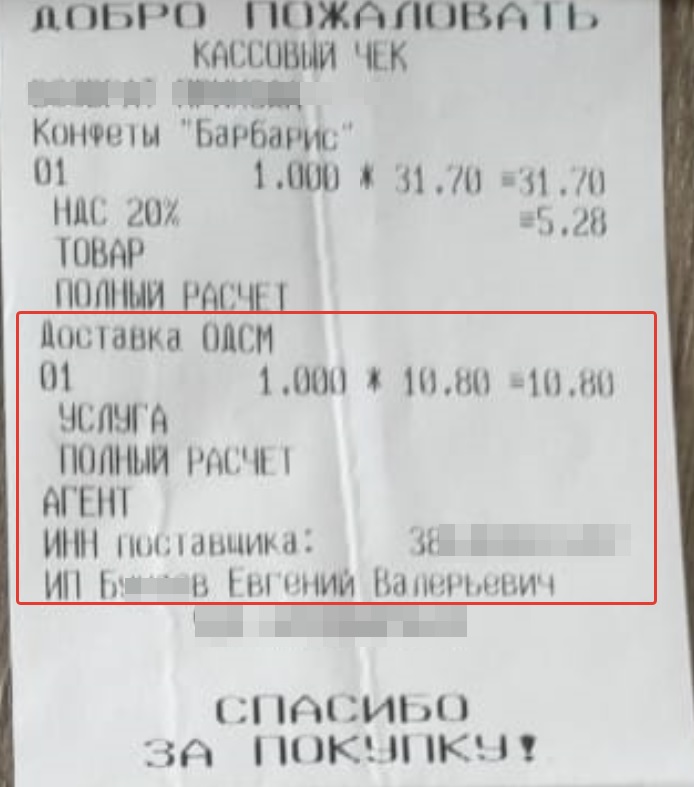 ДОБРО ПОЖАЛОВАТЬ
КАССОВЫЙ ЧЕК
Конфеты "Барбарис"
01 1.000 * 31.70 =31.70
НДС 20% =5.28
ТОВАР
ПОЛНЫЙ РАСЧЕТ
Доставка ОДСМ
01 1.000 * 10.80 =10.80
УСЛУГА
ПОЛНЫЙ РАСЧЕТ
АГЕНТ
ИНН поставщика:
ИП Евгений Валерьевич
СПАСИБО
ЗА ПОКУПКУ!